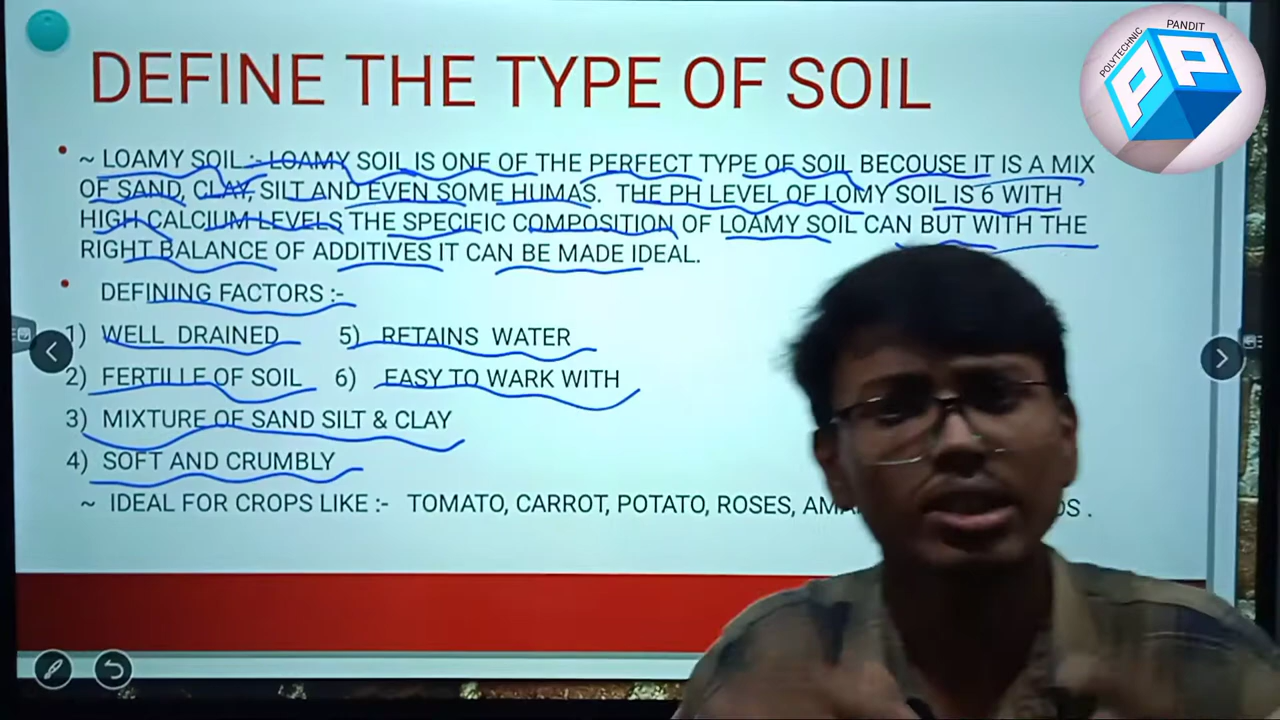 POLYTECHNIC PANDIT
PP
DEFINE THE TYPE OF SOIL
~ LOAMY SOIL :- LOAMY SOIL IS ONE OF THE PERFECT TYPE OF SOIL BECOUSE IT IS A MIX
OF SAND, CLAY, SILT AND EVEN SOME HUMAS. THE PH LEVEL OF LOMY SOIL IS 6 WITH
HIGH CALCIUM LEVELS THE SPECIFIC COMPOSITION OF LOAMY SOIL CAN BUT WITH THE
RIGHT BALANCE OF ADDITIVES IT CAN BE MADE IDEAL.
DEFINING FACTORS :-
1) WELL DRAINED 5) RETAINS WATER
2) FERTILLE OF SOIL 6) EASY TO WARK WITH
3) MIXTURE OF SAND SILT & CLAY
4) SOFT AND CRUMBLY
~ IDEAL FOR CROPS LIKE :- TOMATO, CARROT, POTATO, ROSES,